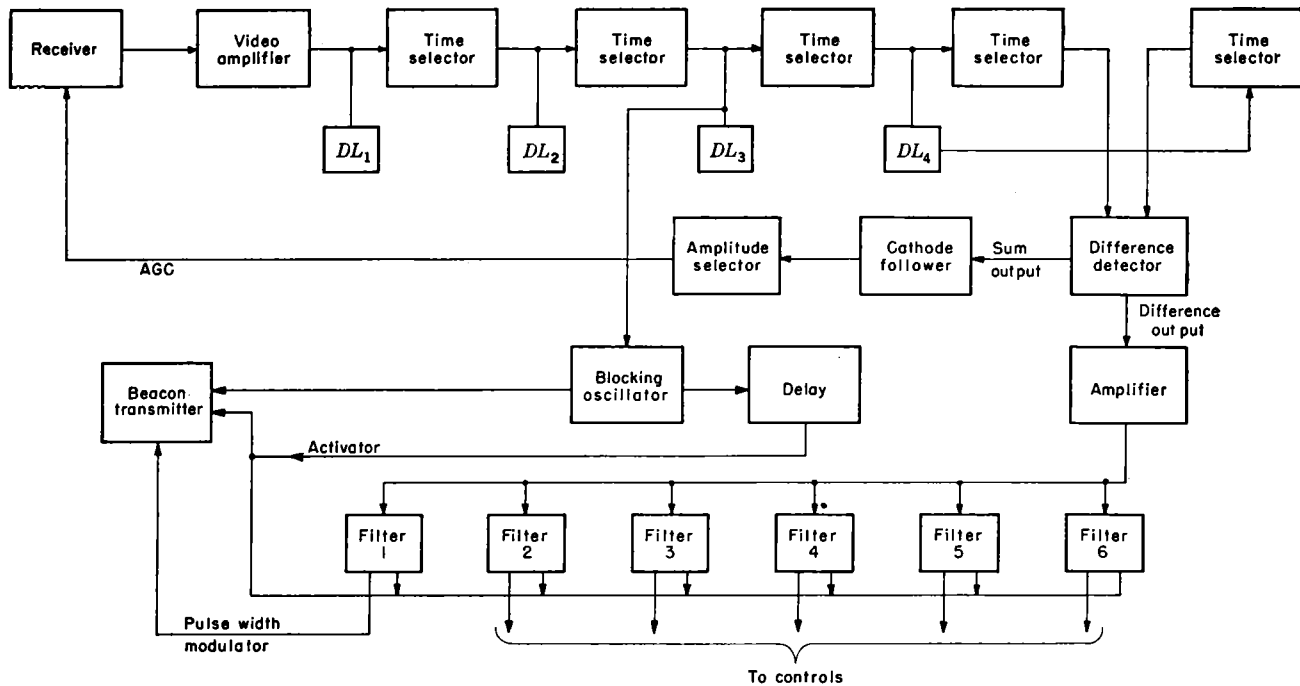 Receiver
Video
amplifier
Time
selector
Time
selector
Time
selector
Time
selector
Time
selector
DL₁
DL₂
DL₃
DL₄
AGC
Amplitude
selector
Cathode
follower
Sum
output
Difference
detector
Difference
output
Beacon
transmitter
Blocking
oscillator
Delay
Amplifier
Activator
Filter
1
Filter
2
Filter
3
Filter
4
Filter
5
Filter
6
Pulse width
modulator
To controls